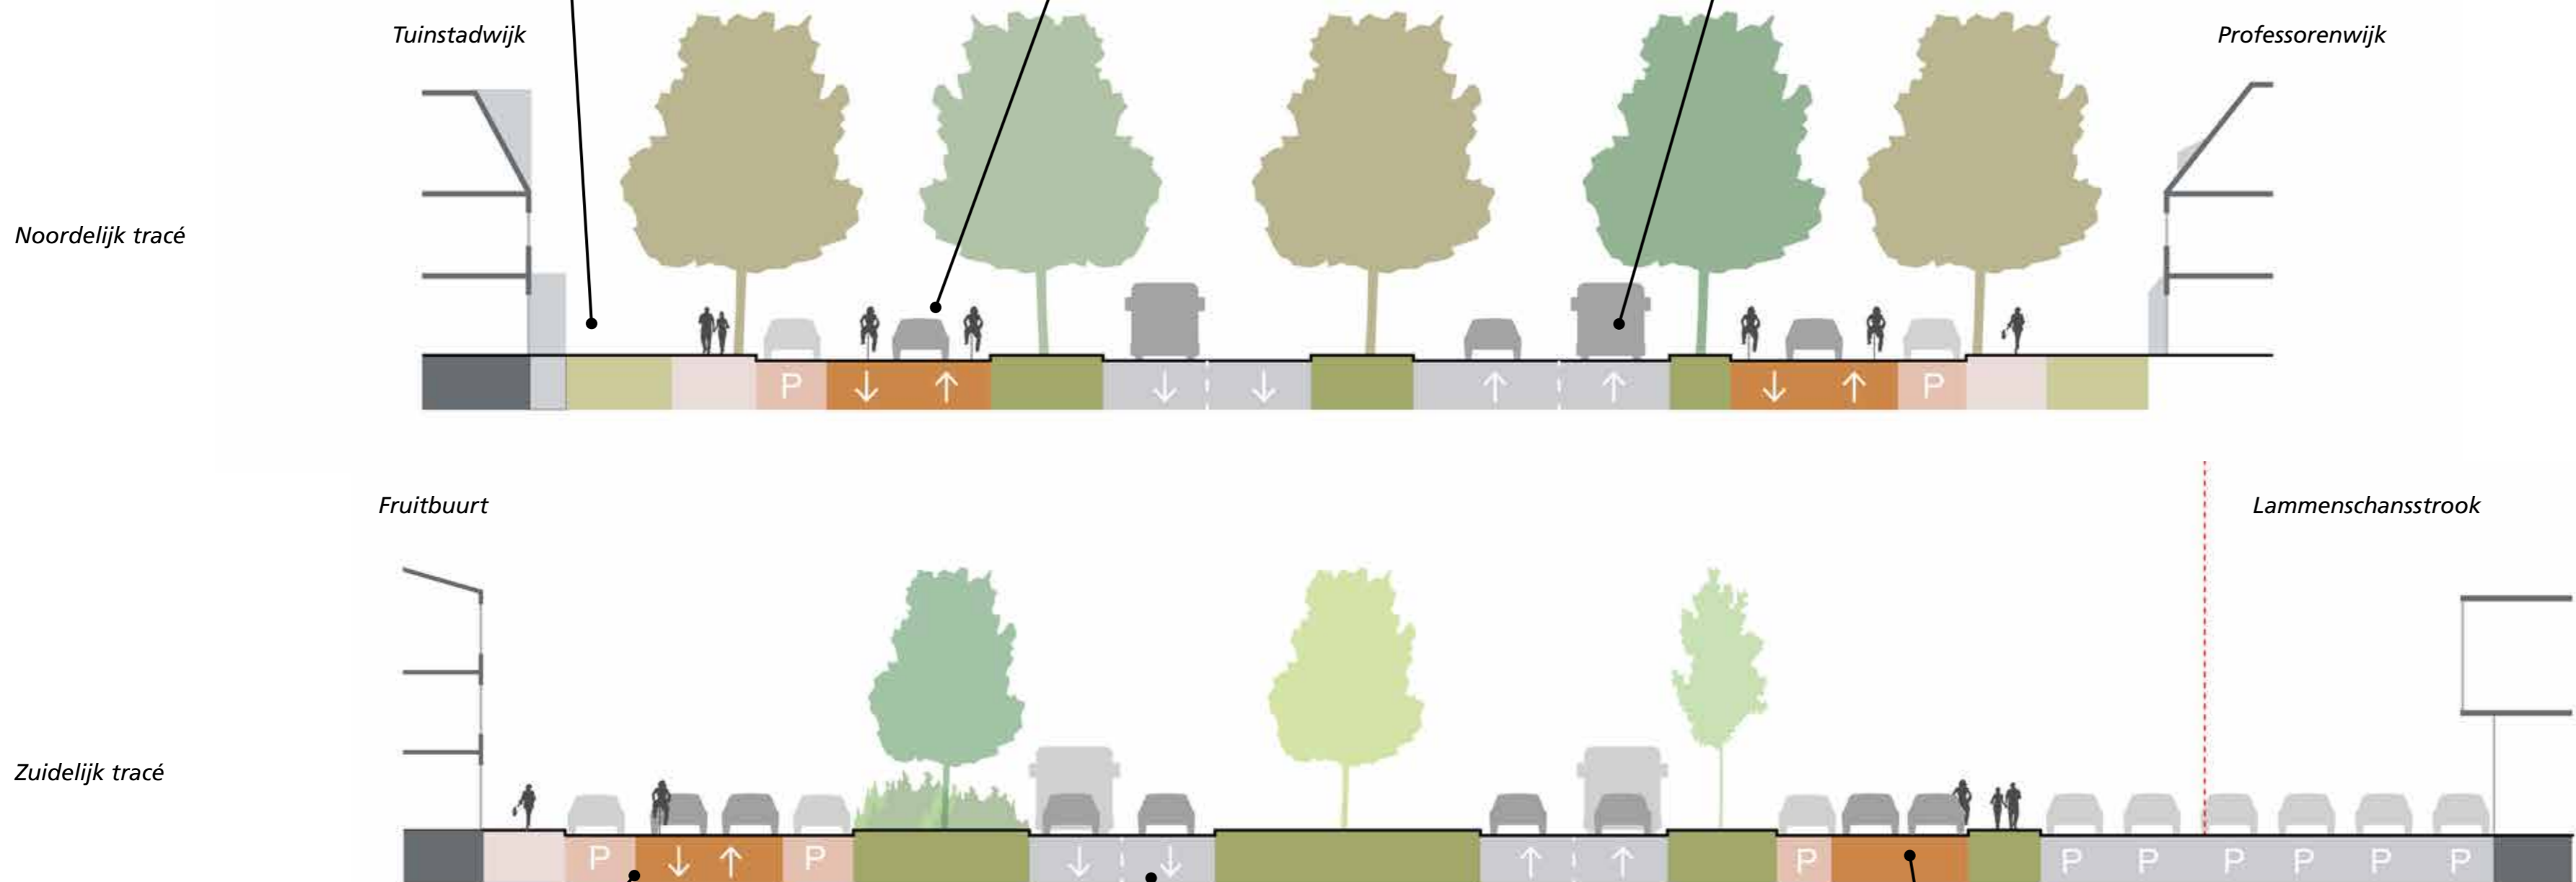 Tuinstadwijk
Professorenwijk
Noordelijk tracé
P
P
Fruitbuurt
Lammenschansstrook
Zuidelijk tracé
P
P
P
P
P
P
P
P
P